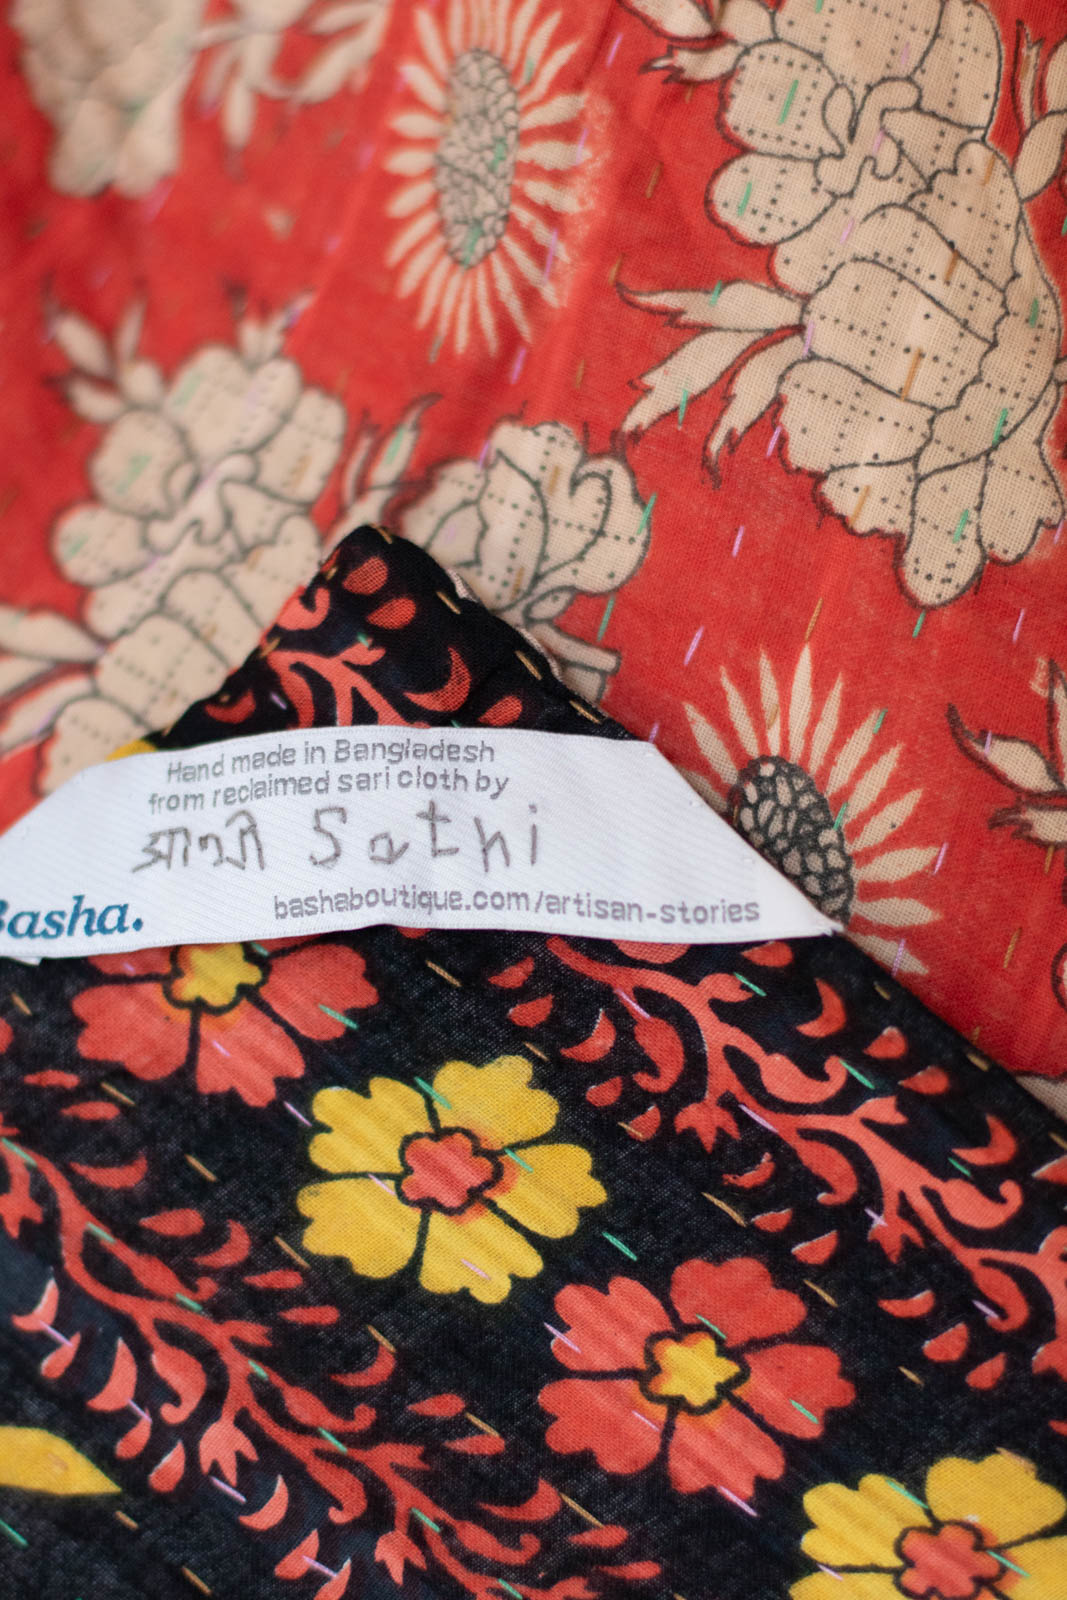 Hand made in Bangladesh
from reclaimed sari cloth by
সাথী Sathi
Basha.
bashaboutique.com/artisan-stories